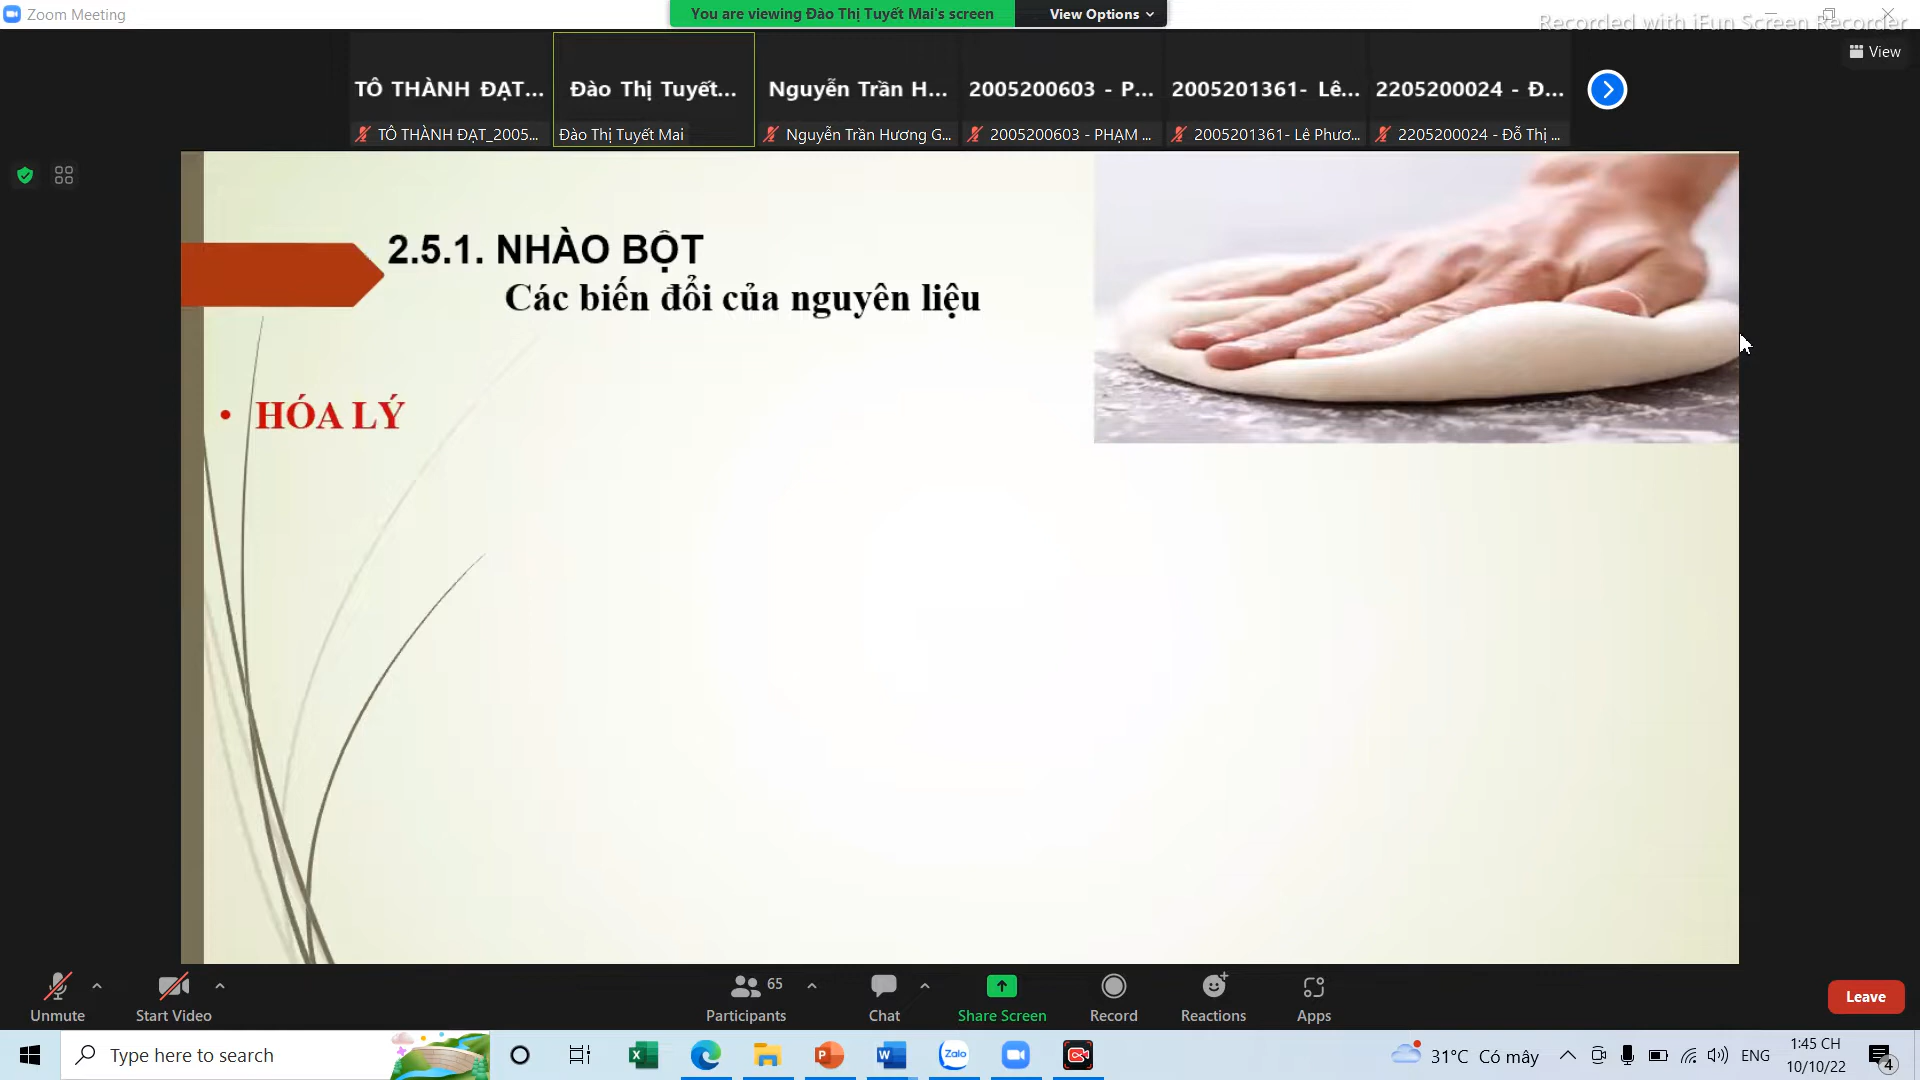 Zoom Meeting
You are viewing Đào Thị Tuyết Mai's screen
View Options
Recorded with iFun Screen Recorder
View
TÔ THÀNH ĐẠT...
Đào Thị Tuyết...
Nguyễn Trần H...
2005200603 - P...
2005201361- Lê...
2205200024 - Đ...
TÔ THÀNH ĐẠT_2005...
Đào Thị Tuyết Mai
Nguyễn Trần Hương G...
2005200603 - PHẠM ...
2005201361- Lê Phươ...
2205200024 - Đỗ Thị ...
2.5.1. NHÀO BỘT
Các biến đổi của nguyên liệu
• HÓA LÝ
65
Unmute
Start Video
Participants
Chat
Share Screen
Record
Reactions
Apps
Leave
Type here to search
Zalo
31°C Có mây
ENG
1:45 CH
10/10/22
4